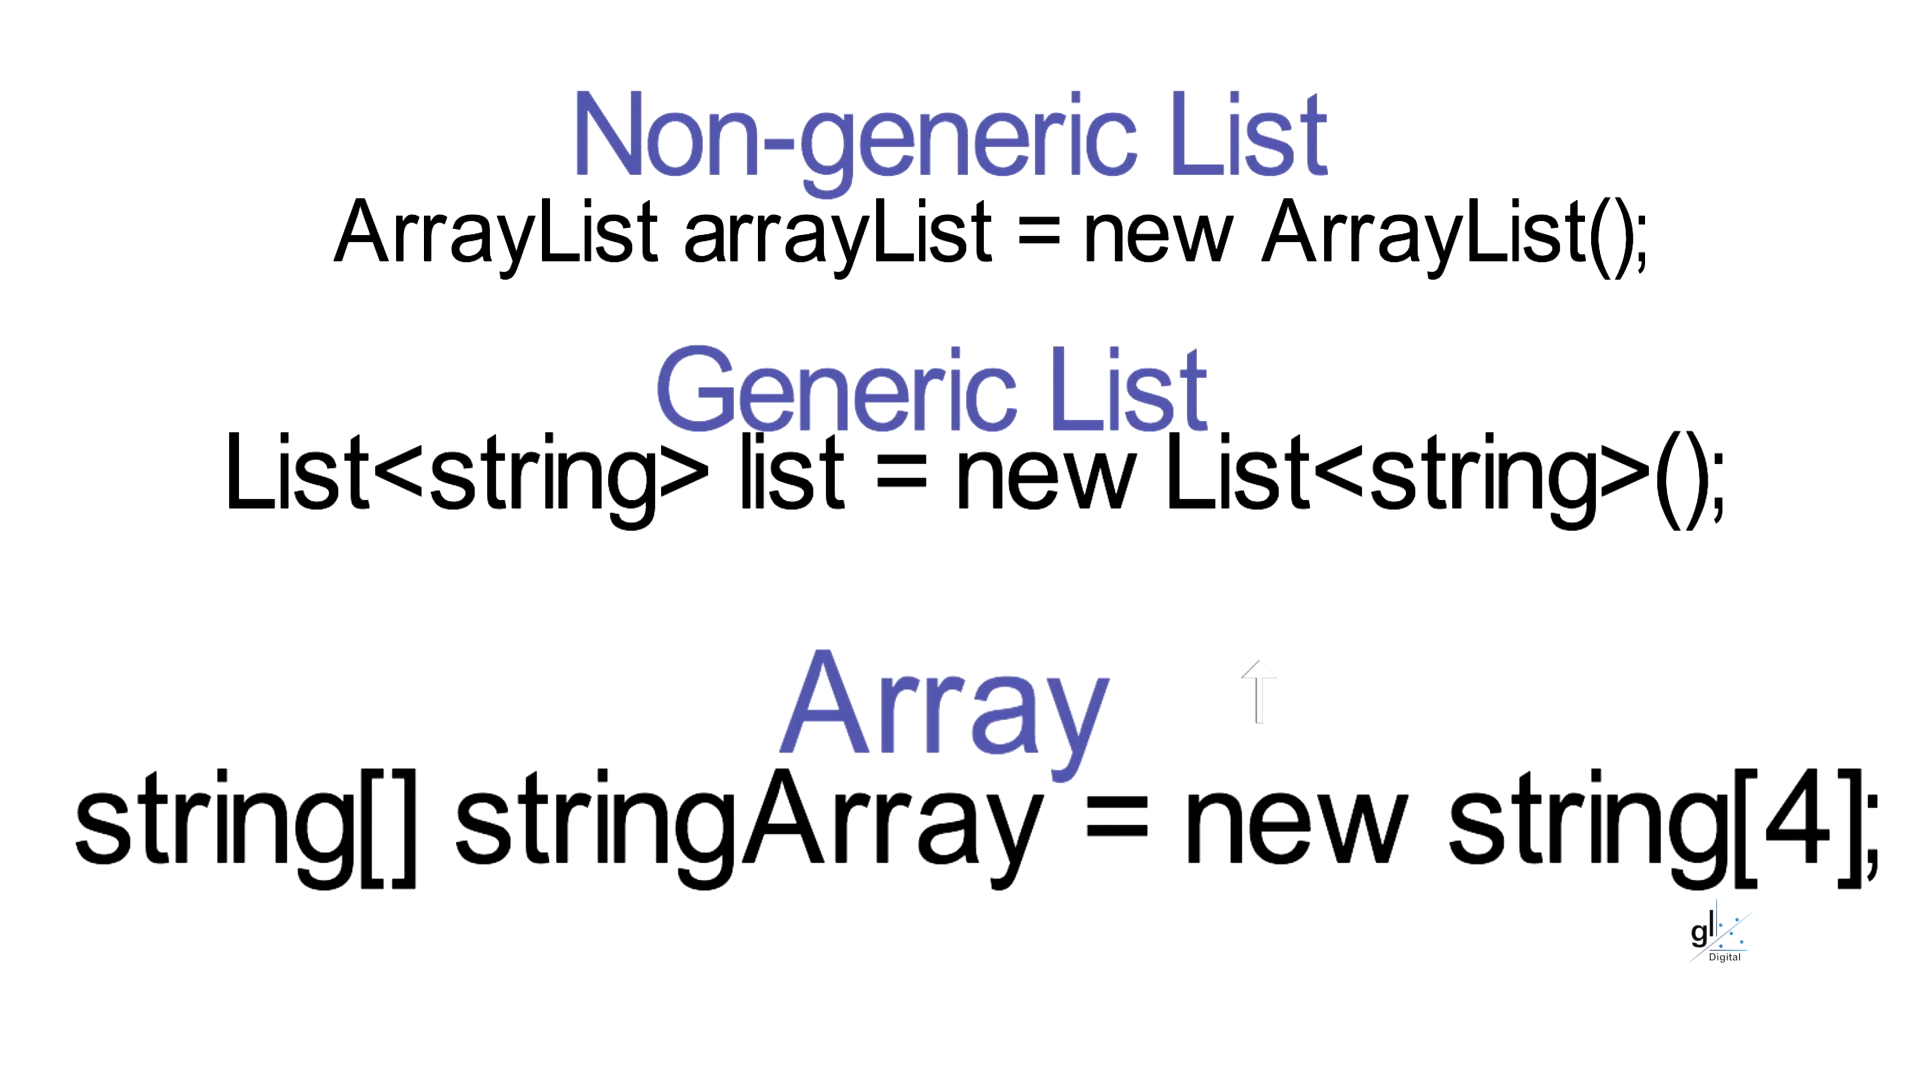 Non-generic List
ArrayList arrayList = new ArrayList();
Generic List
List<string> list = new List<string>();
Array
string[] stringArray = new string[4];
gl
Digital